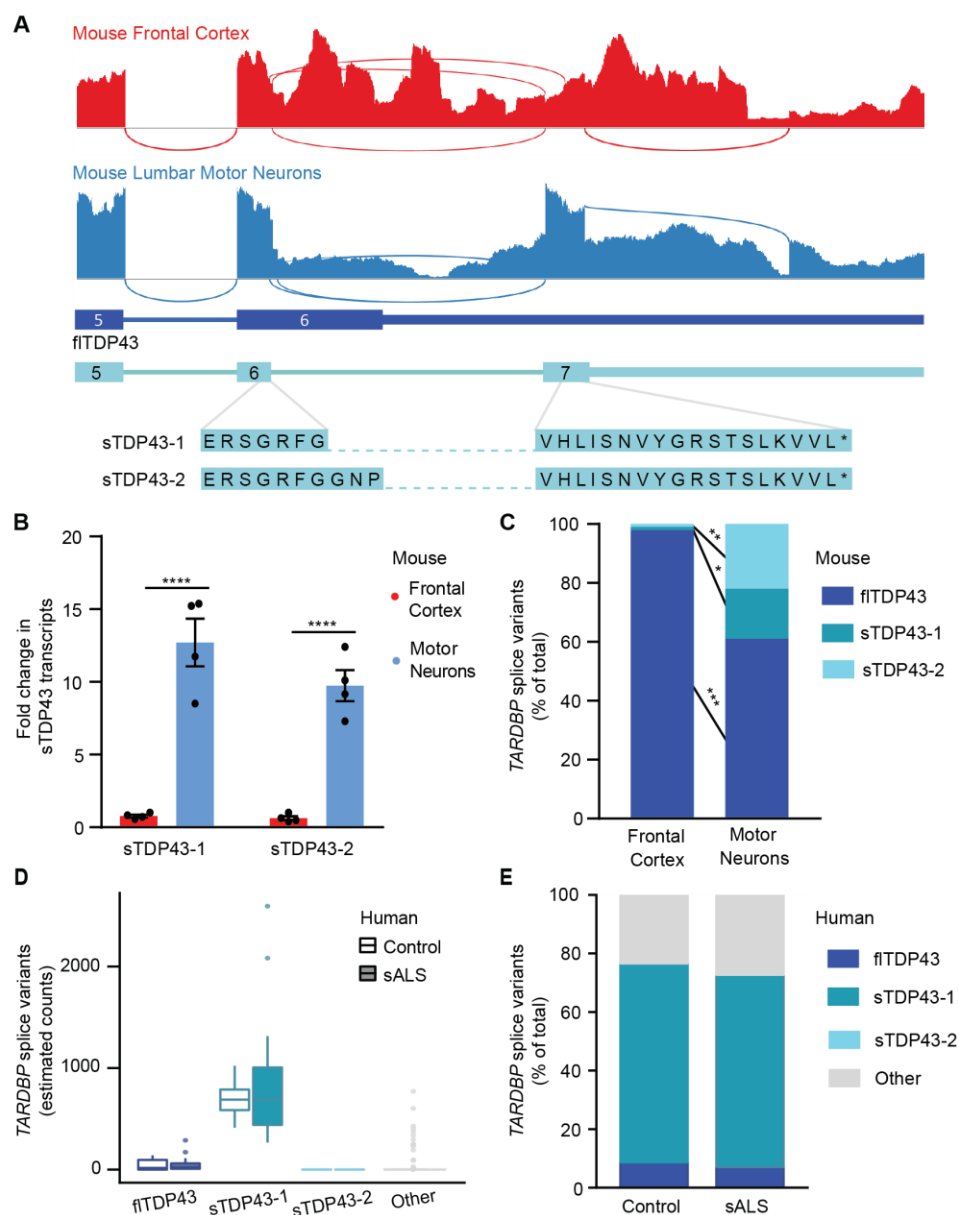 A
Mouse Frontal Cortex
Mouse Lumbar Motor Neurons
5 6
flTDP43
5 6 7
sTDP43-1 ERSGRFG VHLISNVYGRSTSLKVVL*
sTDP43-2 ERSGRFGGNP VHLISNVYGRSTSLKVVL*
B
Fold change in
sTDP43 transcripts
20
15
10
5
0
****
****
Mouse
Frontal
Cortex
Motor
Neurons
sTDP43-1 sTDP43-2
C
TARDBP splice variants
(% of total)
100
80
60
40
20
0
**
*
***
Frontal
Cortex
Motor
Neurons
Mouse
flTDP43
sTDP43-1
sTDP43-2
D
TARDBP splice variants
(estimated counts)
2000
1000
0
Human
Control
sALS
flTDP43 sTDP43-1 sTDP43-2 Other
E
TARDBP splice variants
(% of total)
100
80
60
40
20
0
Control sALS
Human
flTDP43
sTDP43-1
sTDP43-2
Other